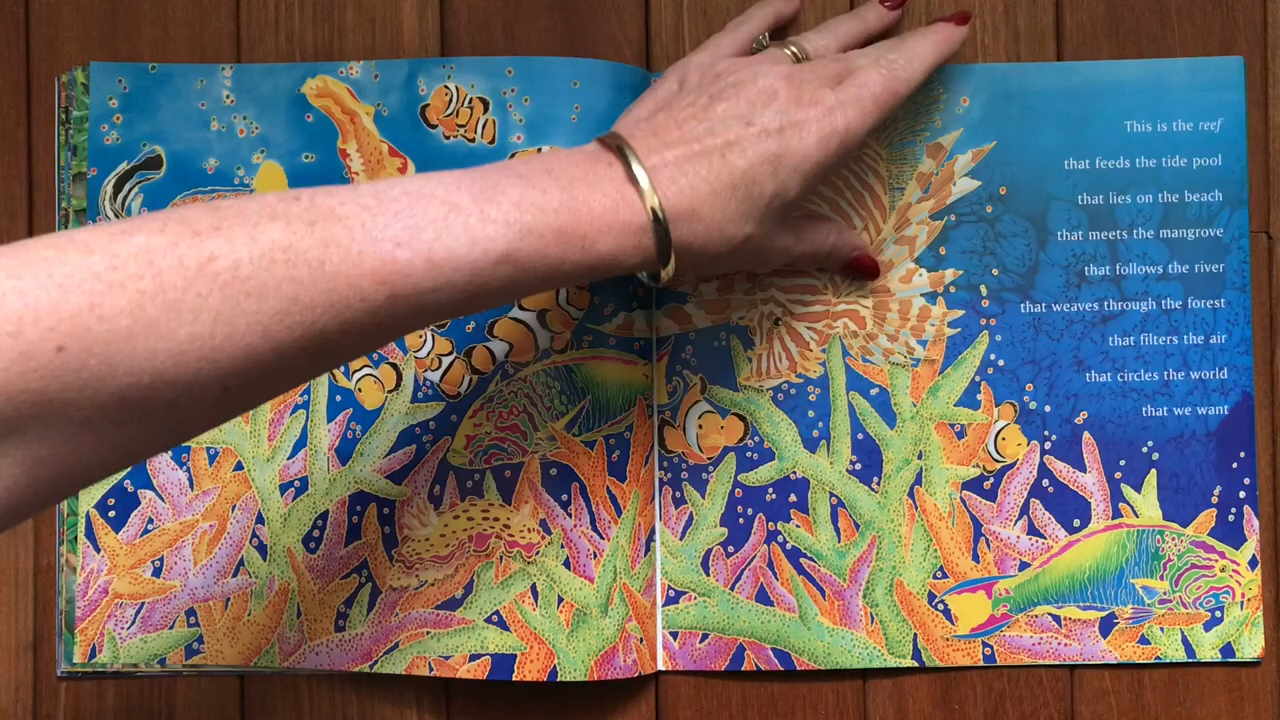 This is the reef
that feeds the tide pool
that lies on the beach
that meets the mangrove
that follows the river
that weaves through the forest
that filters the air
that circles the world
that we want